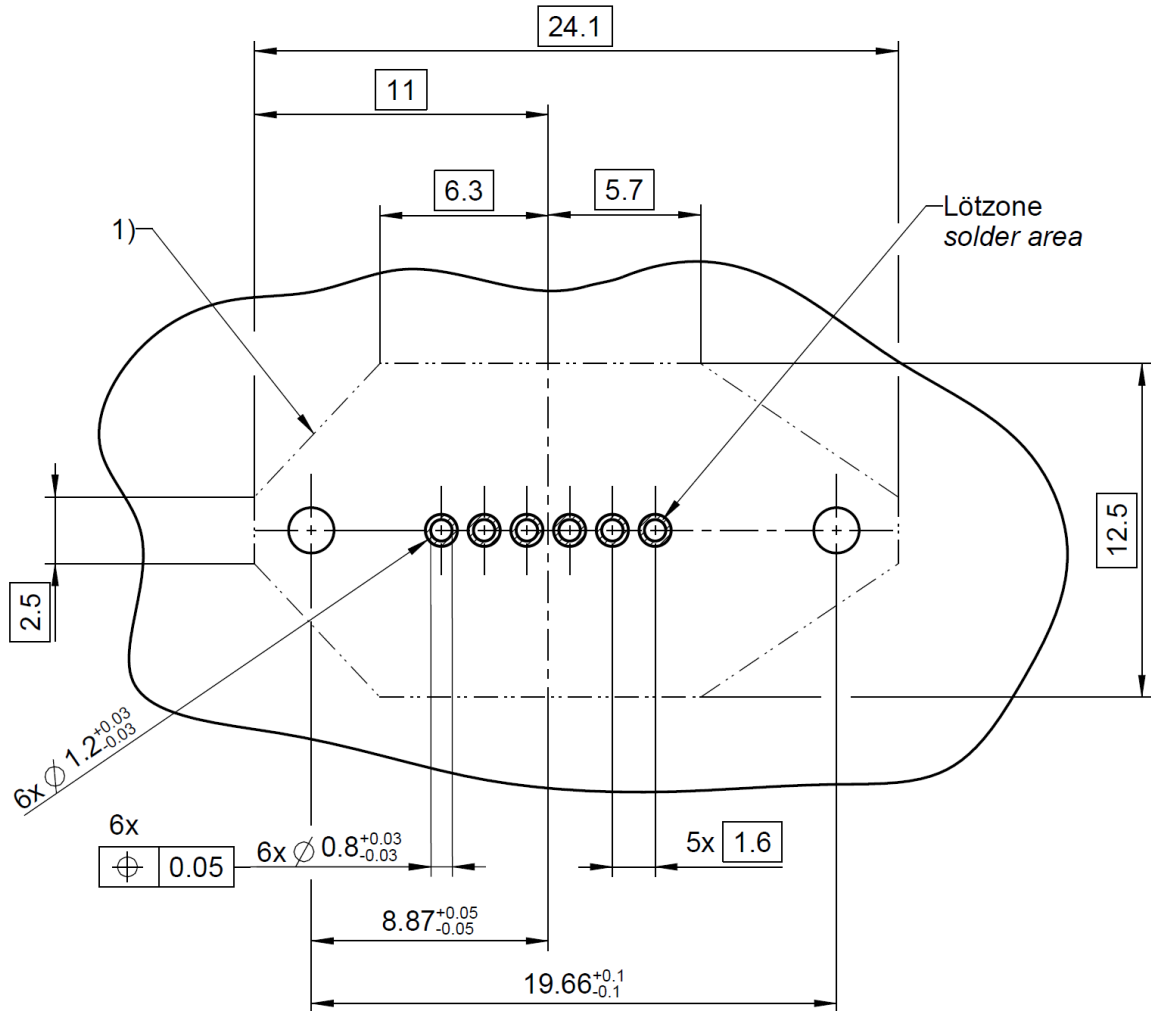 24.1
11
6.3
5.7
1)
Lötzone
solder area
2.5
12.5
6x ∅ 1.2 +0.03 -0.03
6x
⌖ 0.05
6x ∅ 0.8 +0.03 -0.03
5x 1.6
8.87 +0.05 -0.05
19.66 +0.1 -0.1